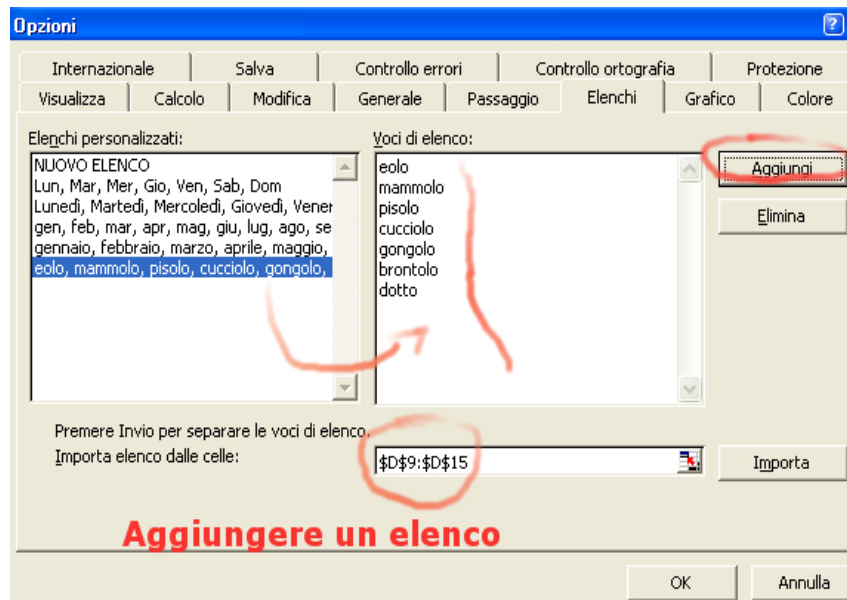 Opzioni
Internazionale Salva Controllo errori Controllo ortografia Protezione
Visualizza Calcolo Modifica Generale Passaggio Elenchi Grafico Colore
Elenchi personalizzati:
NUOVO ELENCO
Lun, Mar, Mer, Gio, Ven, Sab, Dom
Lunedì, Martedì, Mercoledì, Giovedì, Vener
gen, feb, mar, apr, mag, giu, lug, ago, se
gennaio, febbraio, marzo, aprile, maggio,
eolo, mammolo, pisolo, cucciolo, gongolo,
Voci di elenco:
eolo
mammolo
pisolo
cucciolo
gongolo
brontolo
dotto
Aggiungi
Elimina
Premere Invio per separare le voci di elenco.
Importa elenco dalle celle:
$D$9:$D$15
Importa
Aggiungere un elenco
OK Annulla